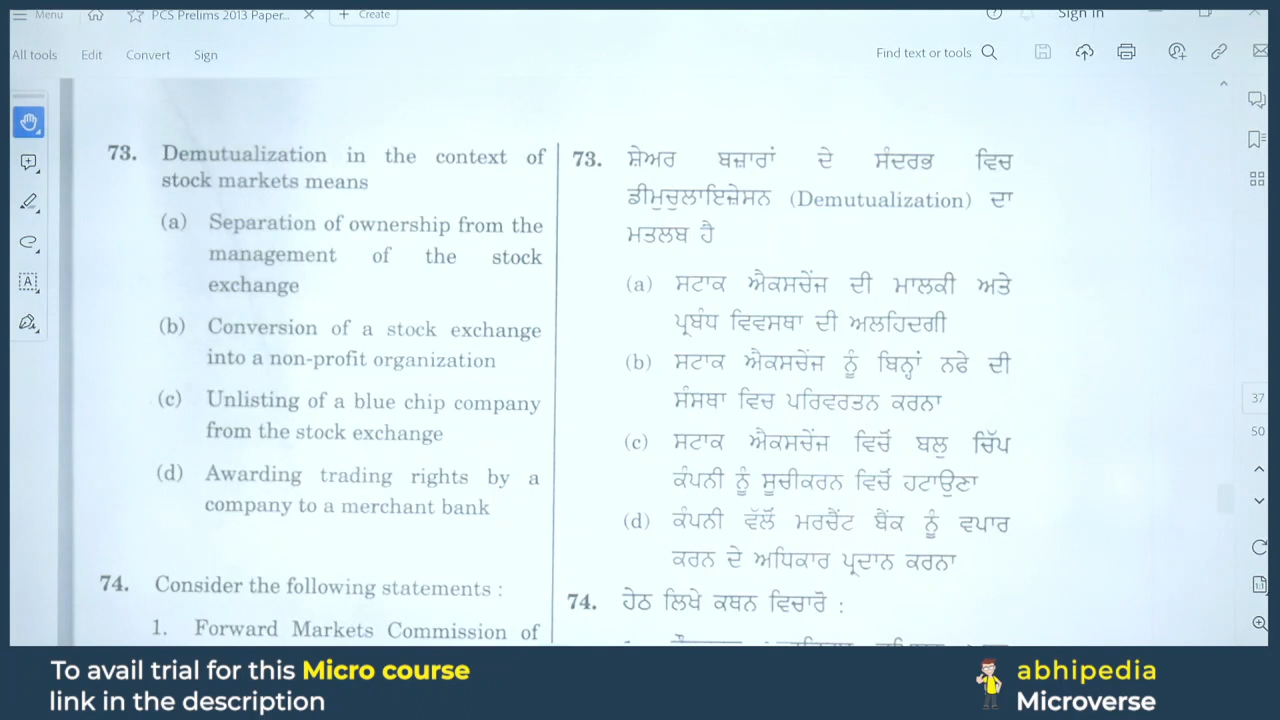 Menu
PCS Prelims 2013 Paper...
Create
Sign In
All tools
Edit
Convert
Sign
Find text or tools
73. Demutualization in the context of
stock markets means
(a) Separation of ownership from the
management of the stock
exchange
(b) Conversion of a stock exchange
into a non-profit organization
(c) Unlisting of a blue chip company
from the stock exchange
(d) Awarding trading rights by a
company to a merchant bank
74. Consider the following statements :
1. Forward Markets Commission of
73. ਸ਼ੇਅਰ ਬਜ਼ਾਰਾਂ ਦੇ ਸੰਦਰਭ ਵਿਚ
ਡੀਮੁਚੁਲਾਇਜ਼ੇਸਨ (Demutualization) ਦਾ
ਮਤਲਬ ਹੈ
(a) ਸਟਾਕ ਐਕਸਚੇਂਜ ਦੀ ਮਾਲਕੀ ਅਤੇ
ਪ੍ਰਬੰਧ ਵਿਵਸਥਾ ਦੀ ਅਲਹਿਦਗੀ
(b) ਸਟਾਕ ਐਕਸਚੇਂਜ ਨੂੰ ਬਿਨ੍ਹਾਂ ਨਫੇ ਦੀ
ਸੰਸਥਾ ਵਿਚ ਪਰਿਵਰਤਨ ਕਰਨਾ
(c) ਸਟਾਕ ਐਕਸਚੇਂਜ ਵਿਚੋਂ ਬਲੁ ਚਿੱਪ
ਕੰਪਨੀ ਨੂੰ ਸੂਚੀਕਰਨ ਵਿਚੋਂ ਹਟਾਉਣਾ
(d) ਕੰਪਨੀ ਵੱਲੋਂ ਮਰਚੈਂਟ ਬੈਂਕ ਨੂੰ ਵਪਾਰ
ਕਰਨ ਦੇ ਅਧਿਕਾਰ ਪ੍ਰਦਾਨ ਕਰਨਾ
74. ਹੇਠ ਲਿਖੇ ਕਥਨ ਵਿਚਾਰੋ :
37
50
To avail trial for this Micro course
link in the description
abhipedia
Microverse